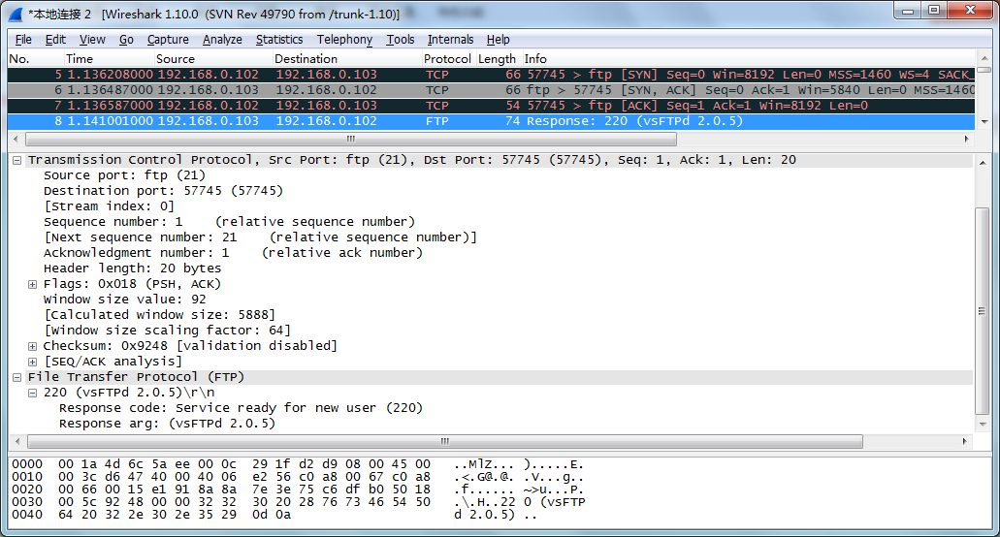 *本地连接 2 [Wireshark 1.10.0 (SVN Rev 49790 from /trunk-1.10)]
File Edit View Go Capture Analyze Statistics Telephony Tools Internals Help
No. Time Source Destination Protocol Length Info
5 1.136208000 192.168.0.102 192.168.0.103 TCP 66 57745 > ftp [SYN] Seq=0 Win=8192 Len=0 MSS=1460 WS=4 SACK_
6 1.136487000 192.168.0.103 192.168.0.102 TCP 66 ftp > 57745 [SYN, ACK] Seq=0 Ack=1 Win=5840 Len=0 MSS=1460
7 1.136587000 192.168.0.102 192.168.0.103 TCP 54 57745 > ftp [ACK] Seq=1 Ack=1 Win=8192 Len=0
8 1.141001000 192.168.0.103 192.168.0.102 FTP 74 Response: 220 (vsFTPd 2.0.5)
Transmission Control Protocol, Src Port: ftp (21), Dst Port: 57745 (57745), Seq: 1, Ack: 1, Len: 20
Source port: ftp (21)
Destination port: 57745 (57745)
[Stream index: 0]
Sequence number: 1 (relative sequence number)
[Next sequence number: 21 (relative sequence number)]
Acknowledgment number: 1 (relative ack number)
Header length: 20 bytes
Flags: 0x018 (PSH, ACK)
Window size value: 92
[Calculated window size: 5888]
[Window size scaling factor: 64]
Checksum: 0x9248 [validation disabled]
[SEQ/ACK analysis]
File Transfer Protocol (FTP)
220 (vsFTPd 2.0.5)\r\n
Response code: Service ready for new user (220)
Response arg: (vsFTPd 2.0.5)
0000 00 1a 4d 6c 5a ee 00 0c 29 1f d2 d9 08 00 45 00 ..MlZ... ).....E.
0010 00 3c d6 47 40 00 40 06 e2 56 c0 a8 00 67 c0 a8 .<.G@.@. .V...g..
0020 00 66 00 15 e1 91 8a 8a 7e 3e 75 c6 df b0 50 18 .f...... ~>u...P.
0030 00 5c 92 48 00 00 32 32 30 20 28 76 73 46 54 50 .\.H..22 0 (vsFTP
0040 64 20 32 2e 30 2e 35 29 0d 0a d 2.0.5) ..